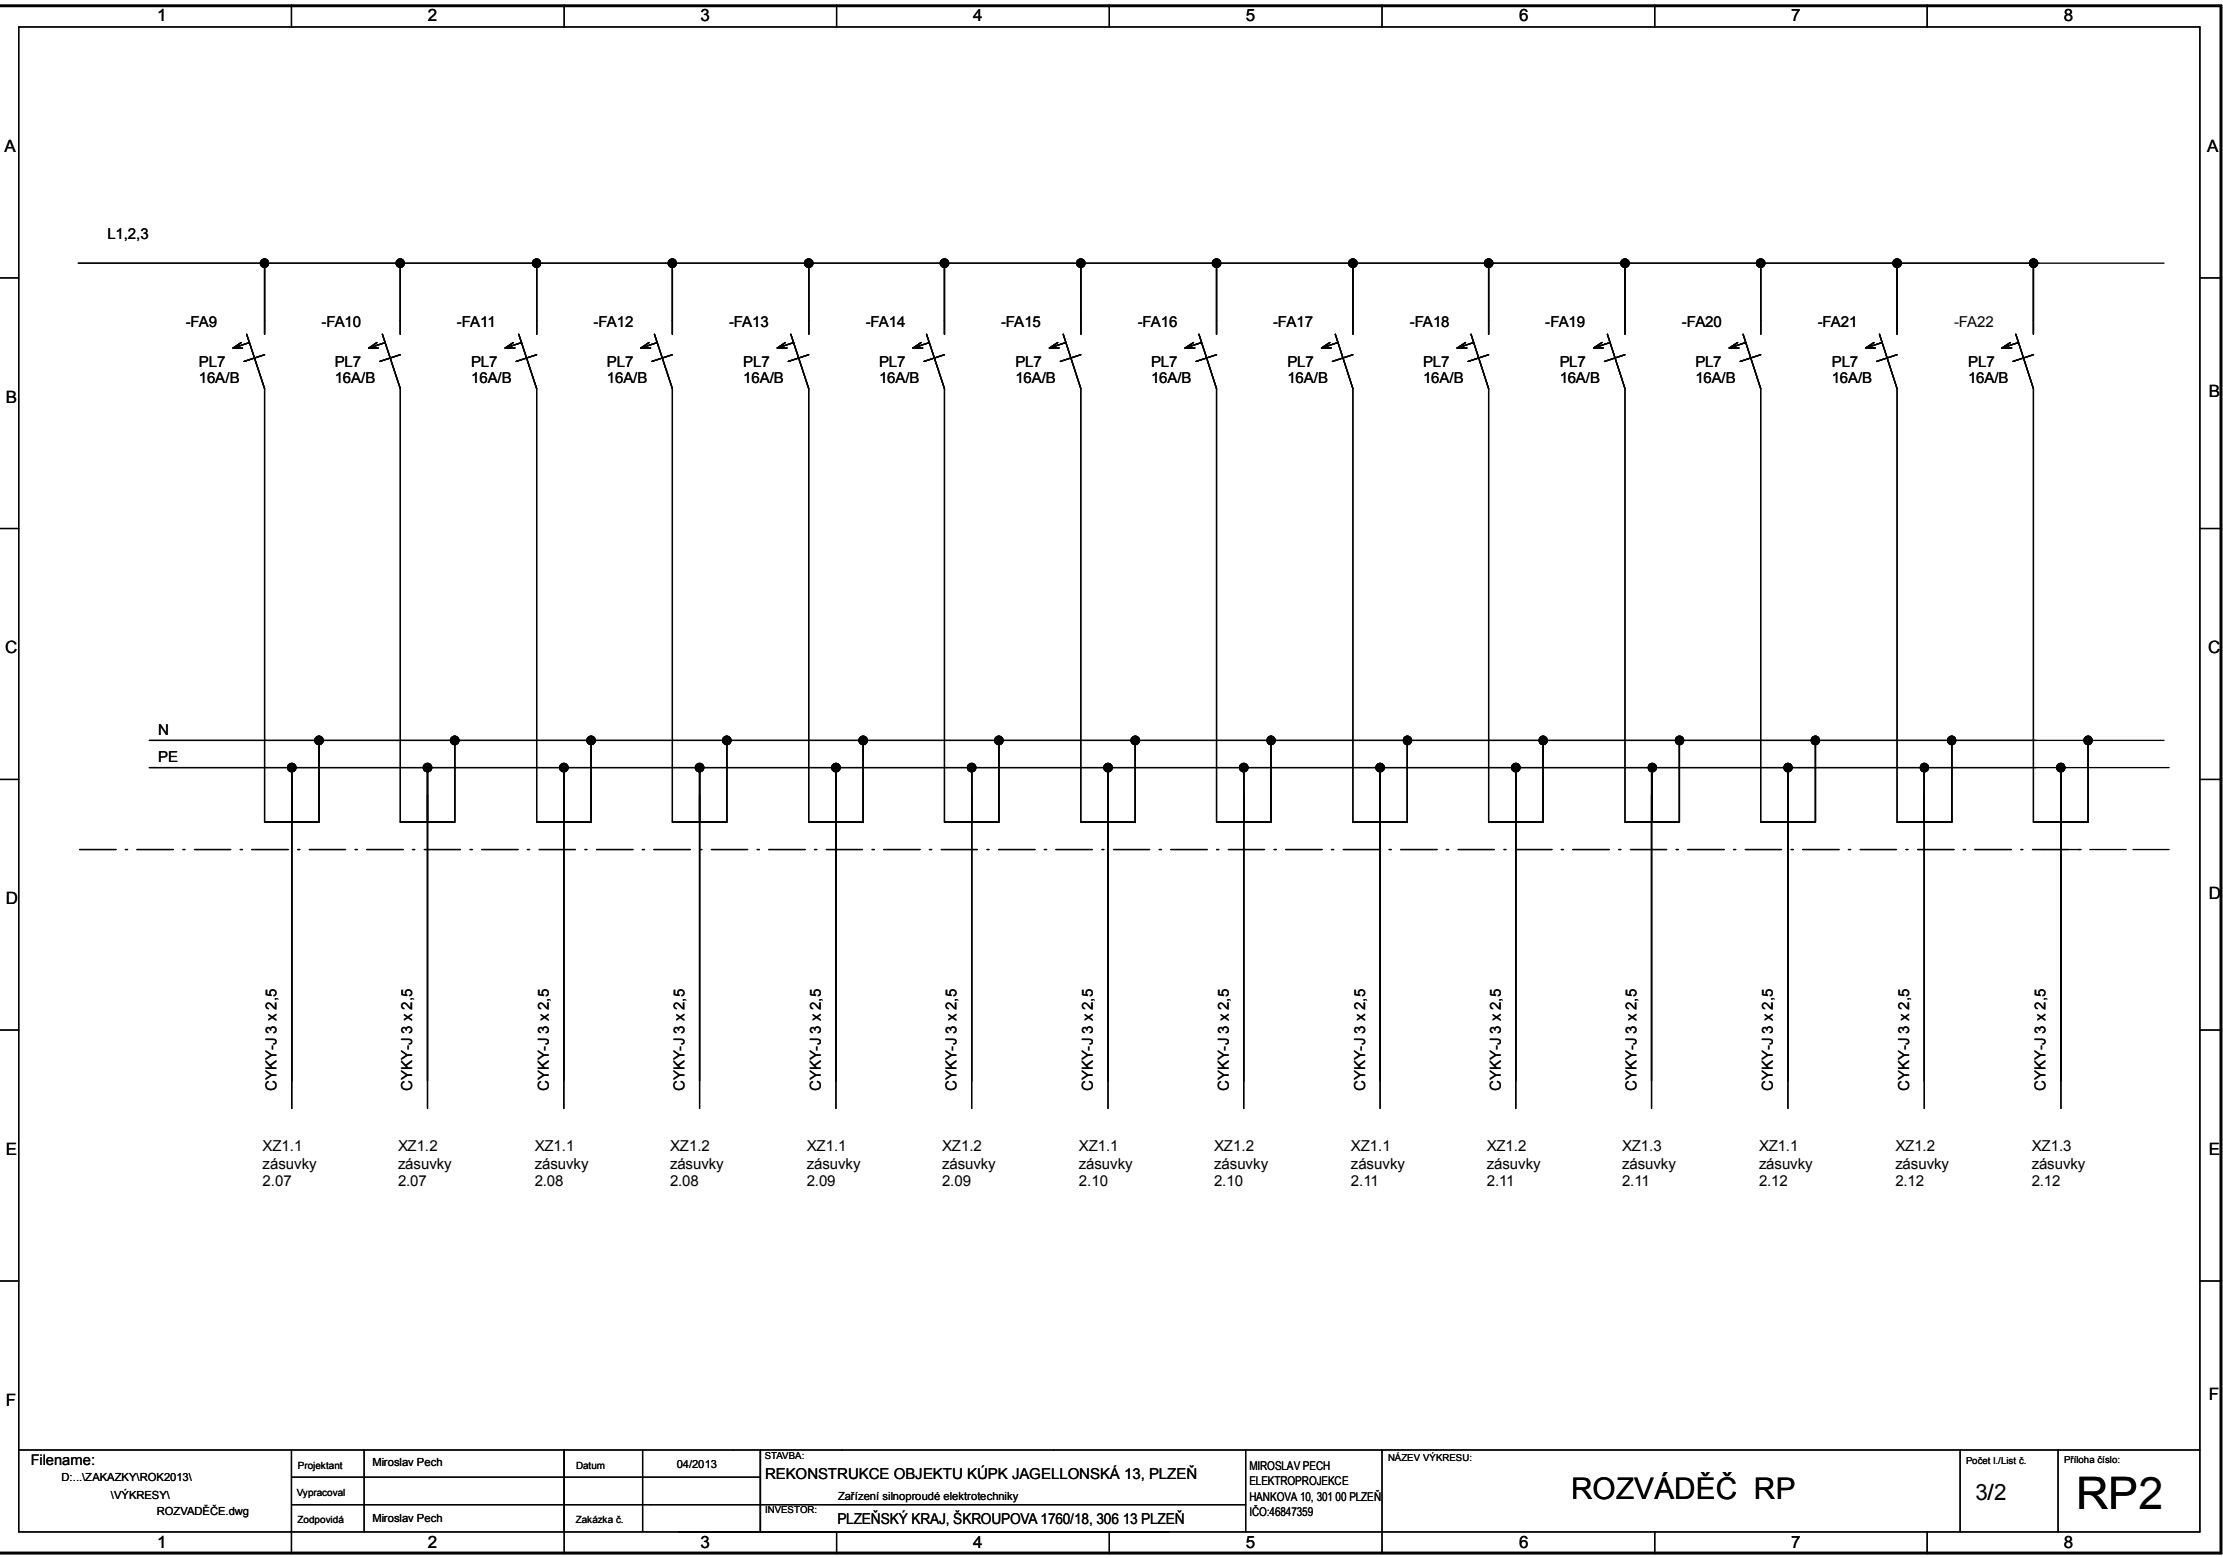 1 2 3 4 5 6 7 8
A A
L1,2,3
-FA9 -FA10 -FA11 -FA12 -FA13 -FA14 -FA15 -FA16 -FA17 -FA18 -FA19 -FA20 -FA21 -FA22
PL7 PL7 PL7 PL7 PL7 PL7 PL7 PL7 PL7 PL7 PL7 PL7 PL7 PL7
16A/B 16A/B 16A/B 16A/B 16A/B 16A/B 16A/B 16A/B 16A/B 16A/B 16A/B 16A/B 16A/B 16A/B
B B
C C
N
PE
D D
CYKY-J 3 x 2,5 CYKY-J 3 x 2,5 CYKY-J 3 x 2,5 CYKY-J 3 x 2,5 CYKY-J 3 x 2,5 CYKY-J 3 x 2,5 CYKY-J 3 x 2,5 CYKY-J 3 x 2,5 CYKY-J 3 x 2,5 CYKY-J 3 x 2,5 CYKY-J 3 x 2,5 CYKY-J 3 x 2,5 CYKY-J 3 x 2,5 CYKY-J 3 x 2,5
E E
XZ1.1 XZ1.2 XZ1.1 XZ1.2 XZ1.1 XZ1.2 XZ1.1 XZ1.2 XZ1.1 XZ1.2 XZ1.3 XZ1.1 XZ1.2 XZ1.3
zásuvky zásuvky zásuvky zásuvky zásuvky zásuvky zásuvky zásuvky zásuvky zásuvky zásuvky zásuvky zásuvky zásuvky
2.07 2.07 2.08 2.08 2.09 2.09 2.10 2.10 2.11 2.11 2.11 2.12 2.12 2.12
F F
Filename:
D:...\ZAKAZKY\ROK2013\
\VÝKRESY\
ROZVADĚČE.dwg
Projektant Miroslav Pech
Vypracoval
Zodpovídá Miroslav Pech
Datum 04/2013
Zakázka č.
STAVBA:
REKONSTRUKCE OBJEKTU KÚPK JAGELLONSKÁ 13, PLZEŇ
Zařízení silnoproudé elektrotechniky
INVESTOR:
PLZEŇSKÝ KRAJ, ŠKROUPOVA 1760/18, 306 13 PLZEŇ
MIROSLAV PECH
ELEKTROPROJEKCE
HANKOVA 10, 301 00 PLZEŇ
IČO:46847359
NÁZEV VÝKRESU:
ROZVÁDĚČ RP
Počet l./List č.
3/2
Příloha číslo:
RP2
1 2 3 4 5 6 7 8